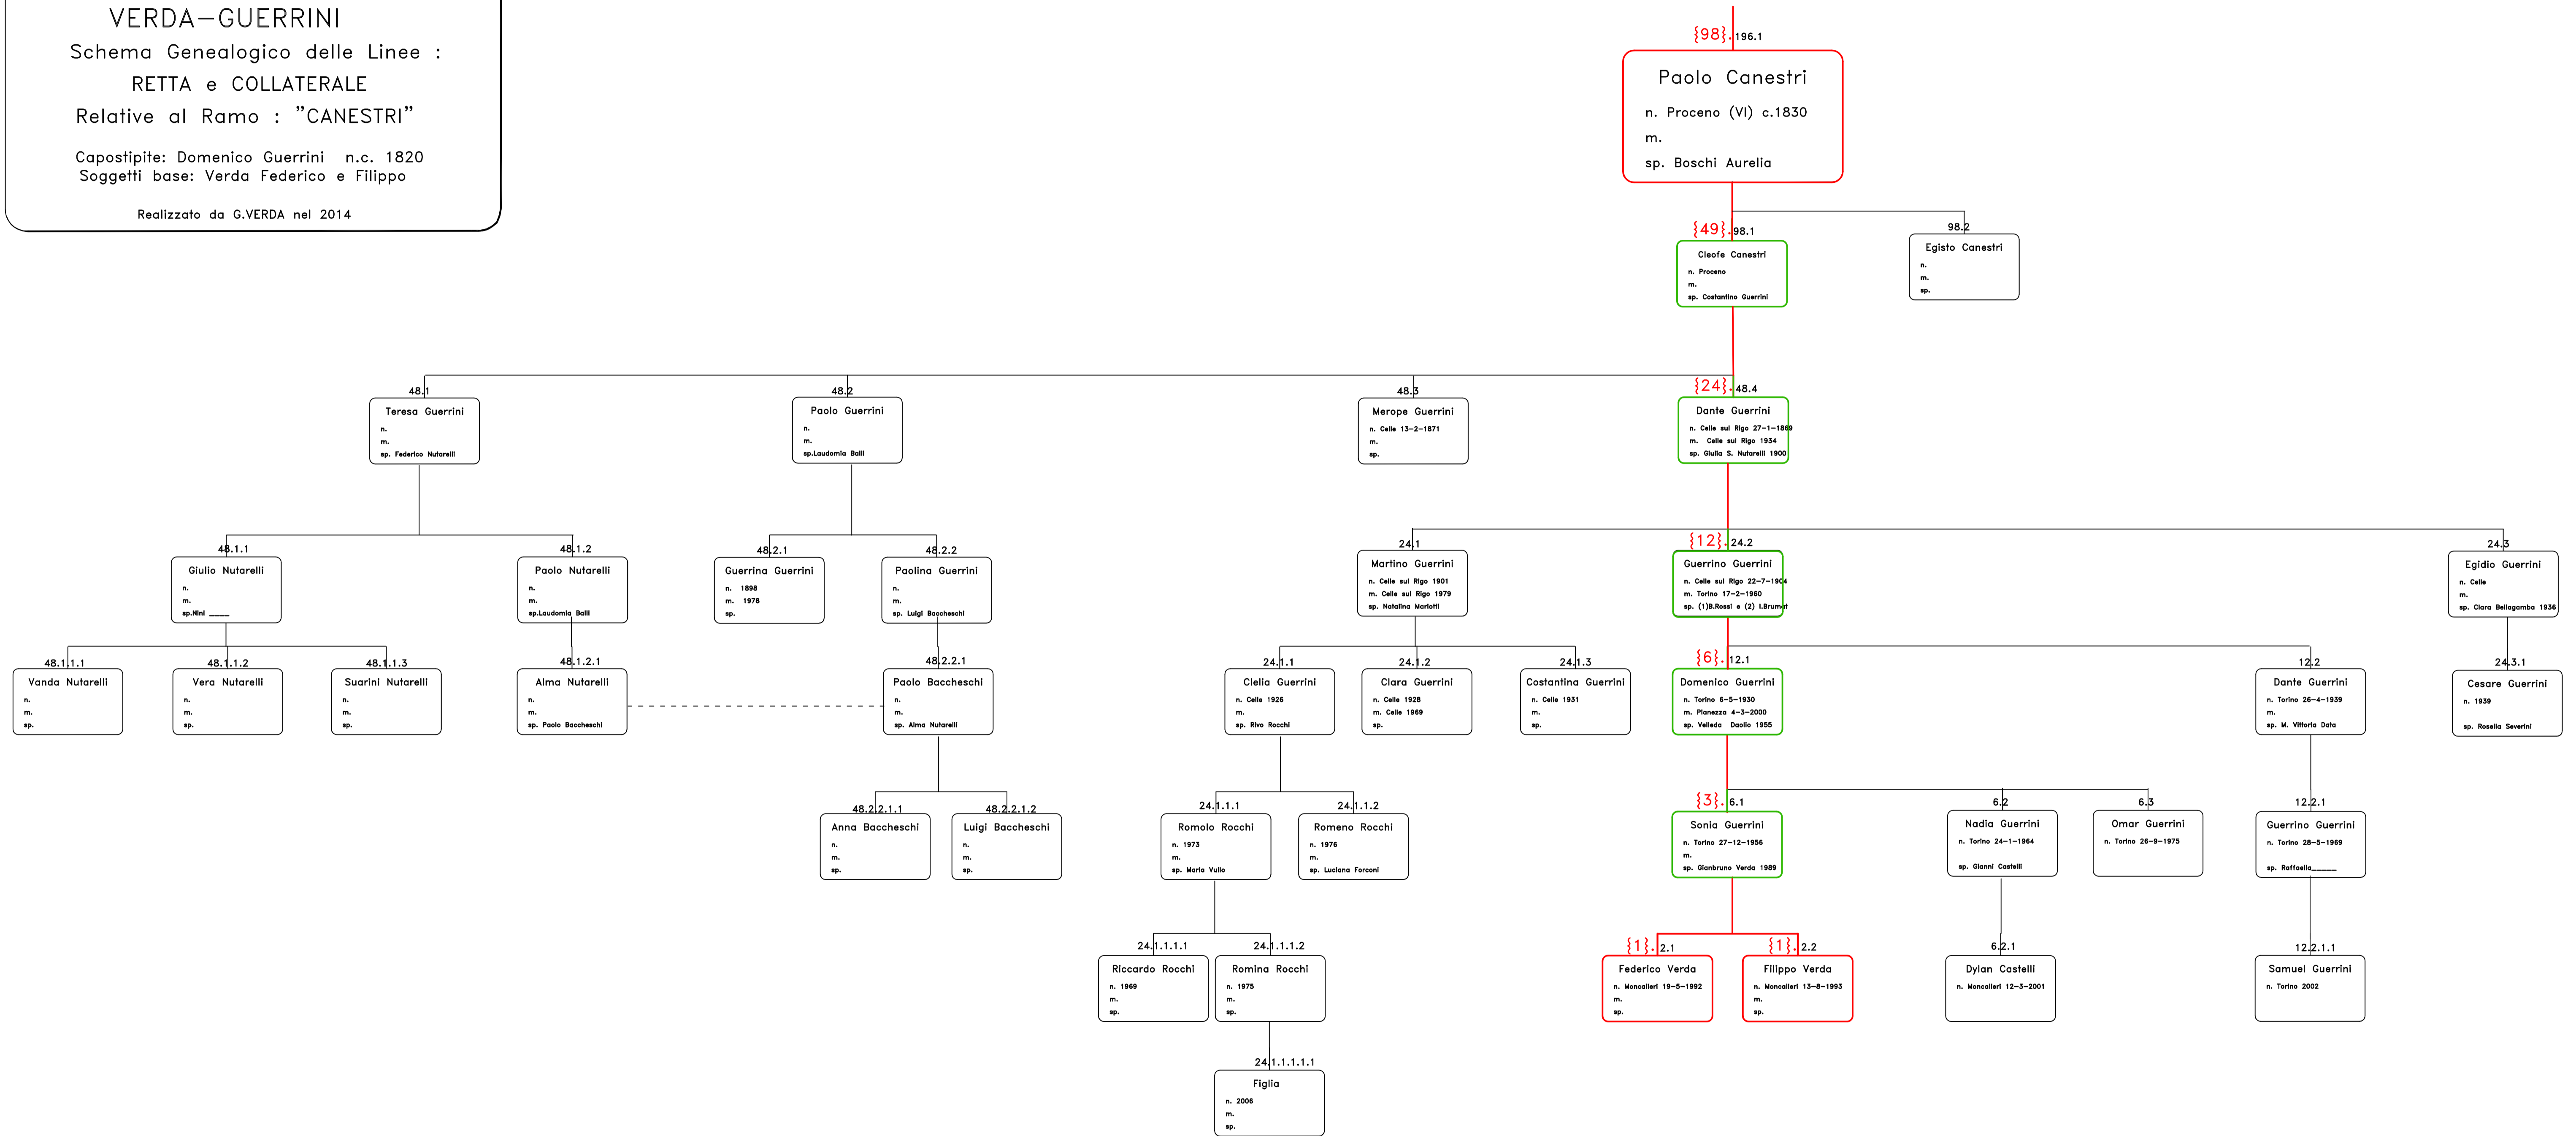 VERDA-GUERRINI
Schema Genealogico delle Linee :
RETTA e COLLATERALE
Relative al Ramo : "CANESTRI"
Capostipite: Domenico Guerrini n.c. 1820
Soggetti base: Verda Federico e Filippo
Realizzato da G.VERDA nel 2014
{98}. 196.1
Paolo Canestri
n. Proceno (VI) c.1830
m.
sp. Boschi Aurelia
{49}. 98.1
Cleofe Canestri
n. Proceno
m.
sp. Costantino Guerrini
98.2
Egisto Canestri
n.
m.
sp.
48.1
Teresa Guerrini
n.
m.
sp. Federico Nutarelli
48.2
Paolo Guerrini
n.
m.
sp.Laudomia Balli
48.3
Merope Guerrini
n. Celle 13-2-1871
m.
sp.
{24}. 48.4
Dante Guerrini
n. Celle sul Rigo 27-1-1869
m. Celle sul Rigo 1934
sp. Giulia S. Nutarelli 1900
48.1.1
Giulio Nutarelli
n.
m.
sp.Nini ____
48.1.2
Paolo Nutarelli
n.
m.
sp.Laudomia Balli
48.2.1
Guerrina Guerrini
n. 1898
m. 1978
sp.
48.2.2
Paolina Guerrini
n.
m.
sp. Luigi Baccheschi
24.1
Martino Guerrini
n. Celle sul Rigo 1901
m. Celle sul Rigo 1979
sp. Natalina Mariotti
{12}. 24.2
Guerrino Guerrini
n. Celle sul Rigo 22-7-1904
m. Torino 17-2-1960
sp. (1)B.Rossi e (2) I.Brumat
24.3
Egidio Guerrini
n. Celle
m.
sp. Clara Bellagamba 1936
48.1.1.1
Vanda Nutarelli
n.
m.
sp.
48.1.1.2
Vera Nutarelli
n.
m.
sp.
48.1.1.3
Suarini Nutarelli
n.
m.
sp.
48.1.2.1
Alma Nutarelli
n.
m.
sp. Paolo Baccheschi
48.2.2.1
Paolo Baccheschi
n.
m.
sp. Alma Nutarelli
24.1.1
Clelia Guerrini
n. Celle 1926
m.
sp. Rivo Rocchi
24.1.2
Clara Guerrini
n. Celle 1928
m. Celle 1969
sp.
24.1.3
Costantina Guerrini
n. Celle 1931
m.
sp.
{6}. 12.1
Domenico Guerrini
n. Torino 6-5-1930
m. Pianezza 4-3-2000
sp. Velleda Daolio 1955
12.2
Dante Guerrini
n. Torino 26-4-1939
m.
sp. M. Vittoria Data
24.3.1
Cesare Guerrini
n. 1939
sp. Rosella Severini
48.2.2.1.1
Anna Baccheschi
n.
m.
sp.
48.2.2.1.2
Luigi Baccheschi
n.
m.
sp.
24.1.1.1
Romolo Rocchi
n. 1973
m.
sp. Maria Vullo
24.1.1.2
Romeno Rocchi
n. 1976
m.
sp. Luciana Forconi
{3}. 6.1
Sonia Guerrini
n. Torino 27-12-1956
m.
sp. Gianbruno Verda 1989
6.2
Nadia Guerrini
n. Torino 24-1-1964
sp. Gianni Castelli
6.3
Omar Guerrini
n. Torino 26-9-1975
12.2.1
Guerrino Guerrini
n. Torino 28-5-1969
sp. Raffaella_____
24.1.1.1.1
Riccardo Rocchi
n. 1969
m.
sp.
24.1.1.1.2
Romina Rocchi
n. 1975
m.
sp.
{1}. 2.1
Federico Verda
n. Moncalieri 19-5-1992
m.
sp.
{1}. 2.2
Filippo Verda
n. Moncalieri 13-8-1993
m.
sp.
6.2.1
Dylan Castelli
n. Moncalieri 12-3-2001
12.2.1.1
Samuel Guerrini
n. Torino 2002
24.1.1.1.1.1
Figlia
n. 2006
m.
sp.